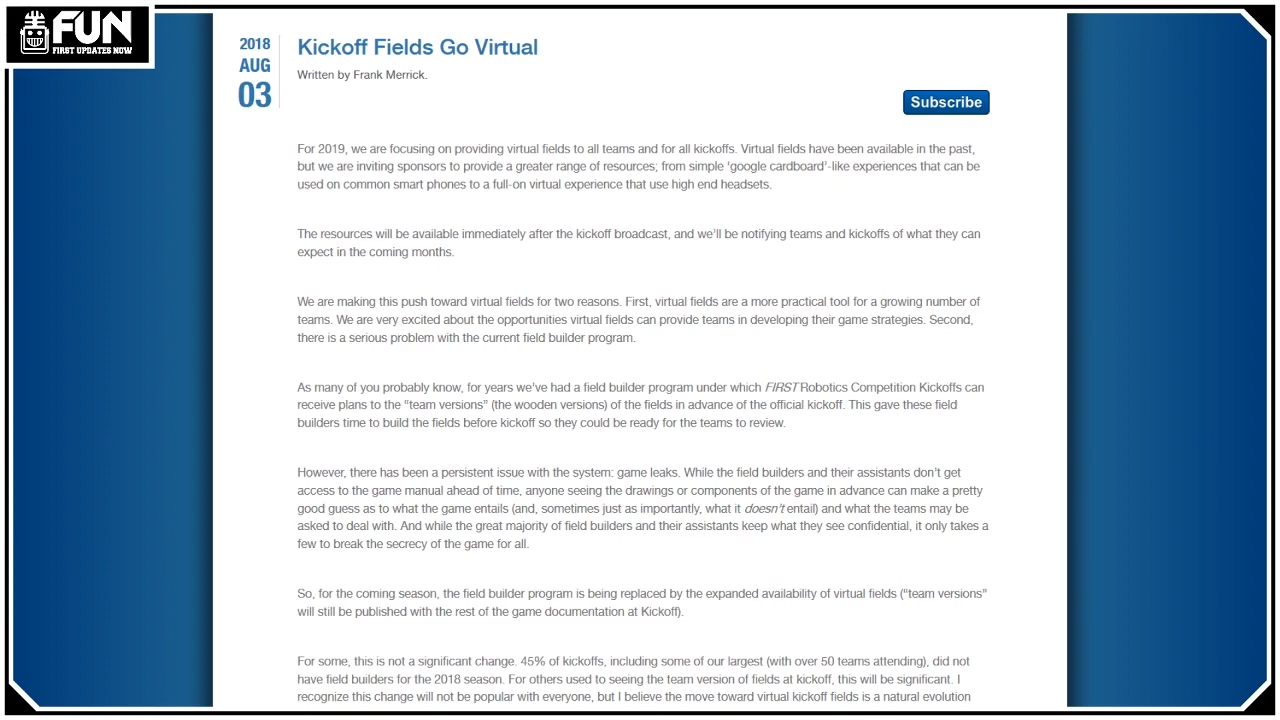 FUN
FIRST UPDATES NOW
2018
AUG
03
Kickoff Fields Go Virtual
Written by Frank Merrick.
Subscribe
For 2019, we are focusing on providing virtual fields to all teams and for all kickoffs. Virtual fields have been available in the past,
but we are inviting sponsors to provide a greater range of resources; from simple ‘google cardboard’-like experiences that can be
used on common smart phones to a full-on virtual experience that use high end headsets.
The resources will be available immediately after the kickoff broadcast, and we’ll be notifying teams and kickoffs of what they can
expect in the coming months.
We are making this push toward virtual fields for two reasons. First, virtual fields are a more practical tool for a growing number of
teams. We are very excited about the opportunities virtual fields can provide teams in developing their game strategies. Second,
there is a serious problem with the current field builder program.
As many of you probably know, for years we’ve had a field builder program under which FIRST Robotics Competition Kickoffs can
receive plans to the “team versions” (the wooden versions) of the fields in advance of the official kickoff. This gave these field
builders time to build the fields before kickoff so they could be ready for the teams to review.
However, there has been a persistent issue with the system: game leaks. While the field builders and their assistants don’t get
access to the game manual ahead of time, anyone seeing the drawings or components of the game in advance can make a pretty
good guess as to what the game entails (and, sometimes just as importantly, what it doesn’t entail) and what the teams may be
asked to deal with. And while the great majority of field builders and their assistants keep what they see confidential, it only takes a
few to break the secrecy of the game for all.
So, for the coming season, the field builder program is being replaced by the expanded availability of virtual fields (“team versions”
will still be published with the rest of the game documentation at Kickoff).
For some, this is not a significant change. 45% of kickoffs, including some of our largest (with over 50 teams attending), did not
have field builders for the 2018 season. For others used to seeing the team version of fields at kickoff, this will be significant. I
recognize this change will not be popular with everyone, but I believe the move toward virtual kickoff fields is a natural evolution